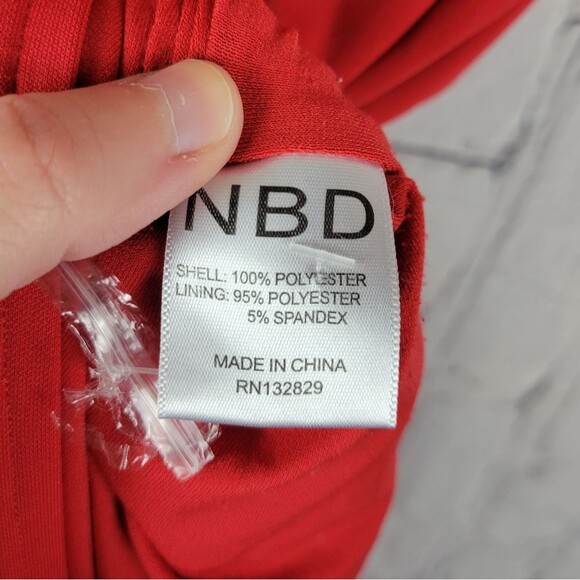 NBD
SHELL: 100% POLYESTER
LINING: 95% POLYESTER
5% SPANDEX
MADE IN CHINA
RN132829